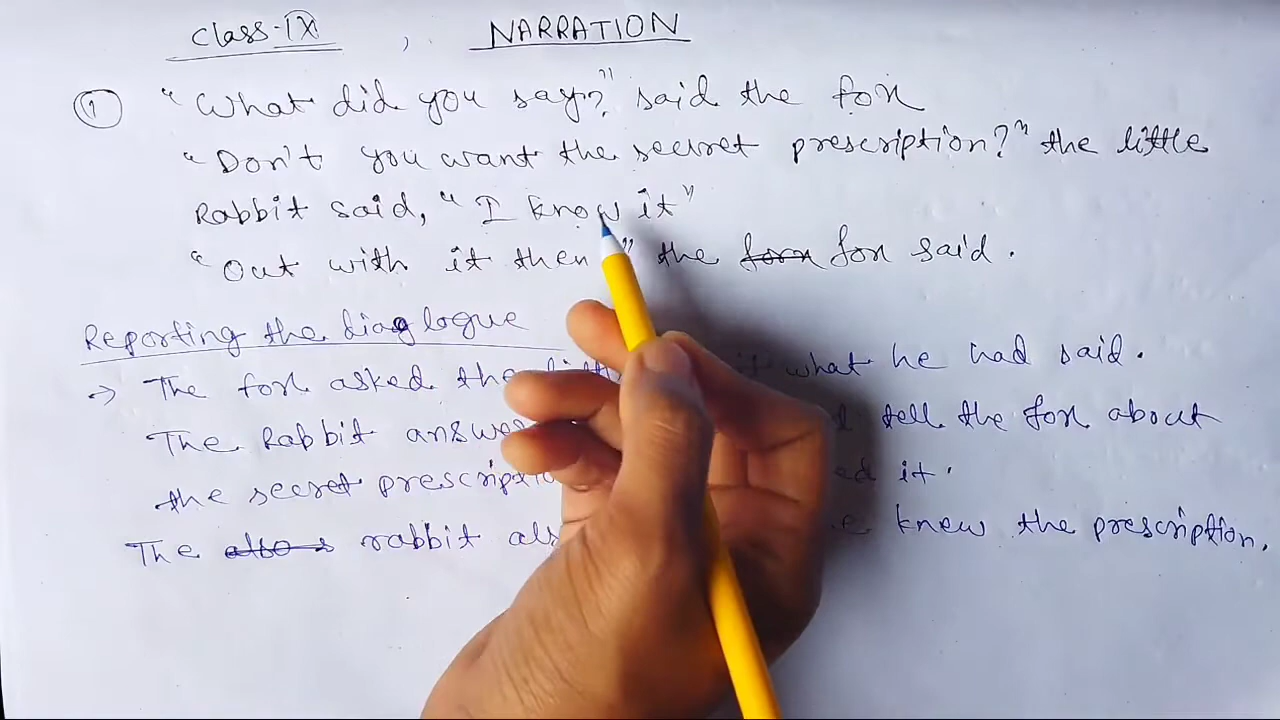 Class-IX , NARRATION
① "What did you say?" said the fox
"Don't you want the secret prescription?" the little
Rabbit said, "I know it"
"Out with it then" the fox said.
Reporting the dialogue
→ The fox asked the what he had said.
The Rabbit tell the fox about
the secret it.
The rabbit knew the prescription.